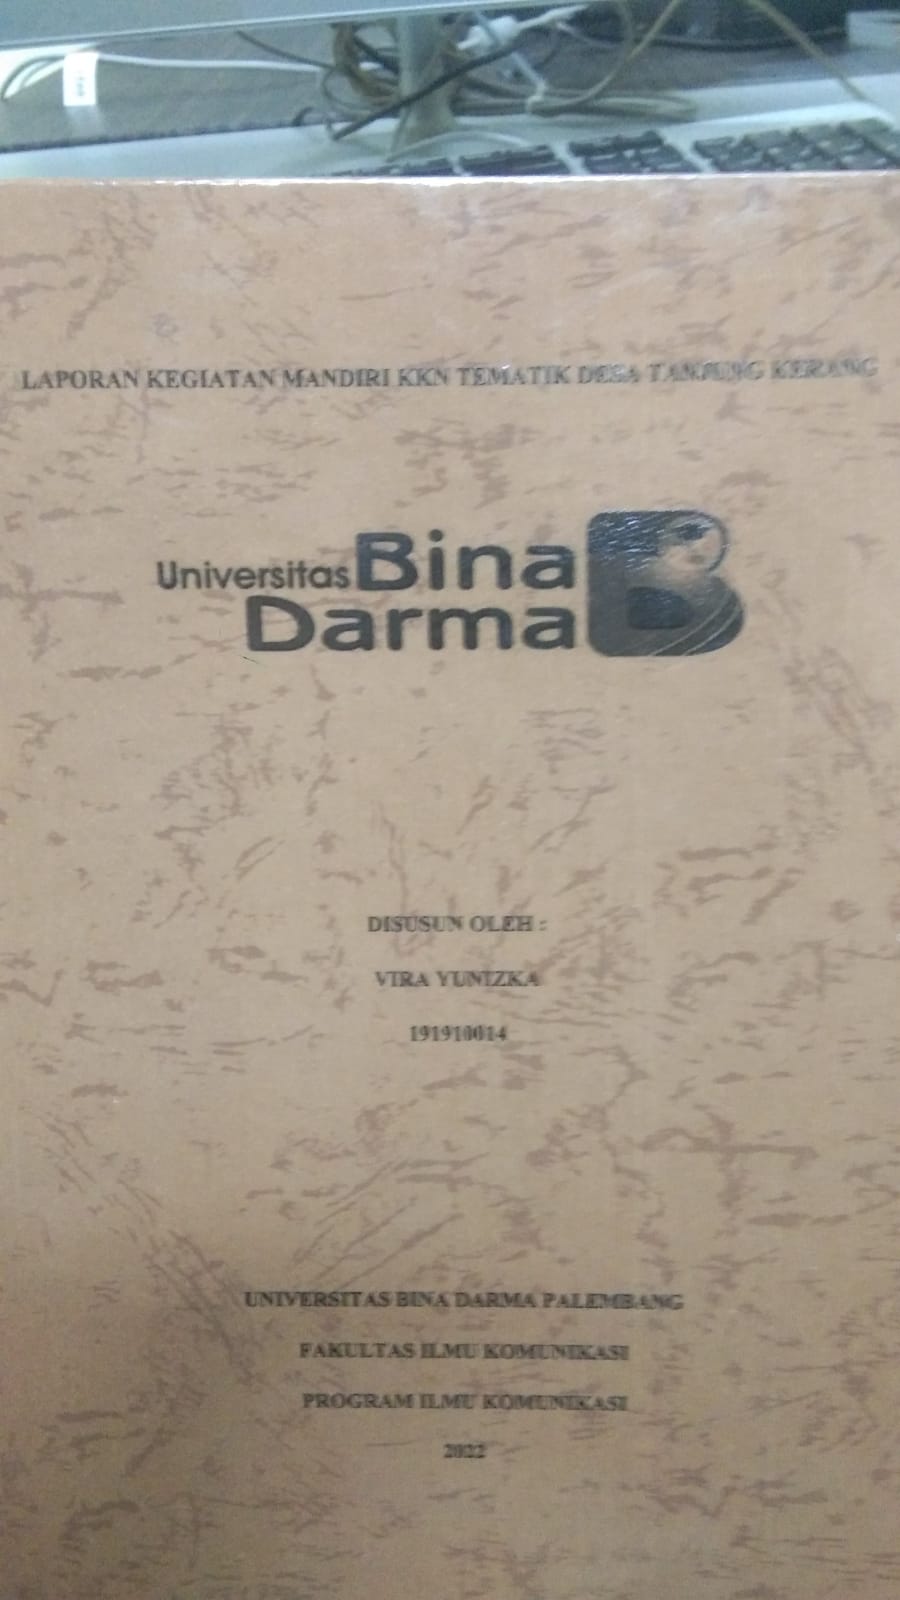 LAPORAN KEGIATAN MANDIRI KKN TEMATIK DESA TANJUNG KERANG
Universitas Bina
Darma
DISUSUN OLEH :
VIRA YUNIZKA
191910014
UNIVERSITAS BINA DARMA PALEMBANG
FAKULTAS ILMU KOMUNIKASI
PROGRAM ILMU KOMUNIKASI
2022